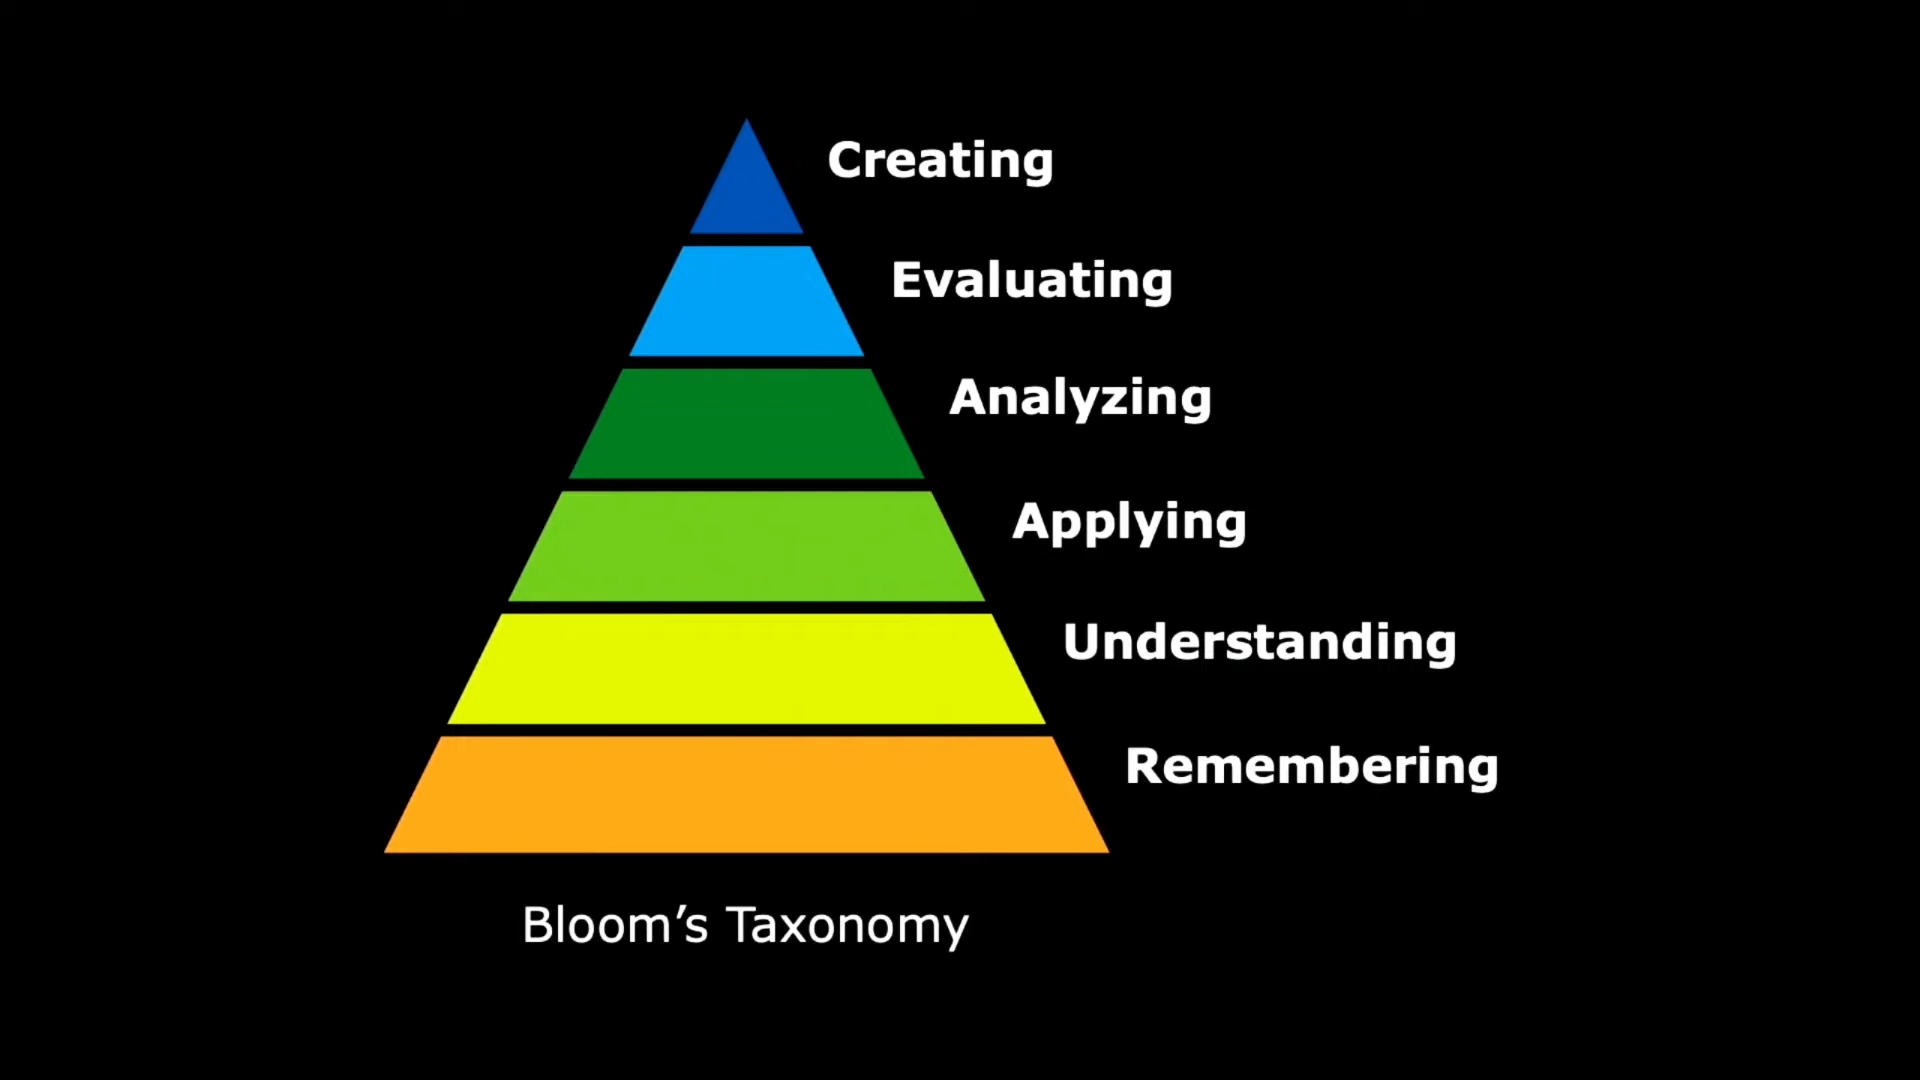 Creating
Evaluating
Analyzing
Applying
Understanding
Remembering
Bloom’s Taxonomy